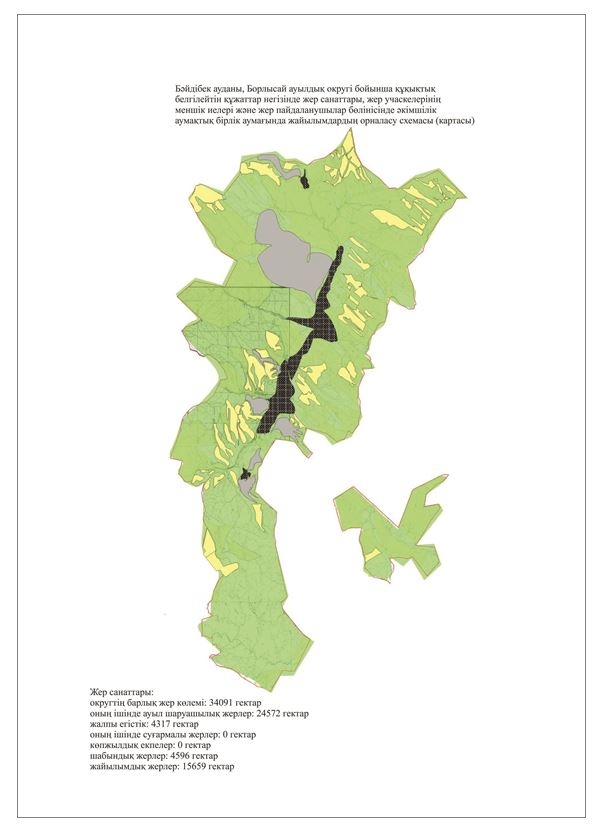 Бәйдібек ауданы, Борлысай ауылдық округі бойынша құқықтық
белгілейтін құжаттар негізінде жер санаттары, жер учаскелерінің
меншік иелері және жер пайдаланушылар бөлінісінде әкімшілік
аумақтық бірлік аумағында жайылымдардың орналасу схемасы (картасы)
Жер санаттары:
округтің барлық жер көлемі: 34091 гектар
оның ішінде ауыл шаруашылық жерлер: 24572 гектар
жалпы егістік: 4317 гектар
оның ішінде суғармалы жерлер: 0 гектар
көпжылдық екпелер: 0 гектар
шабындық жерлер: 4596 гектар
жайылымдық жерлер: 15659 гектар